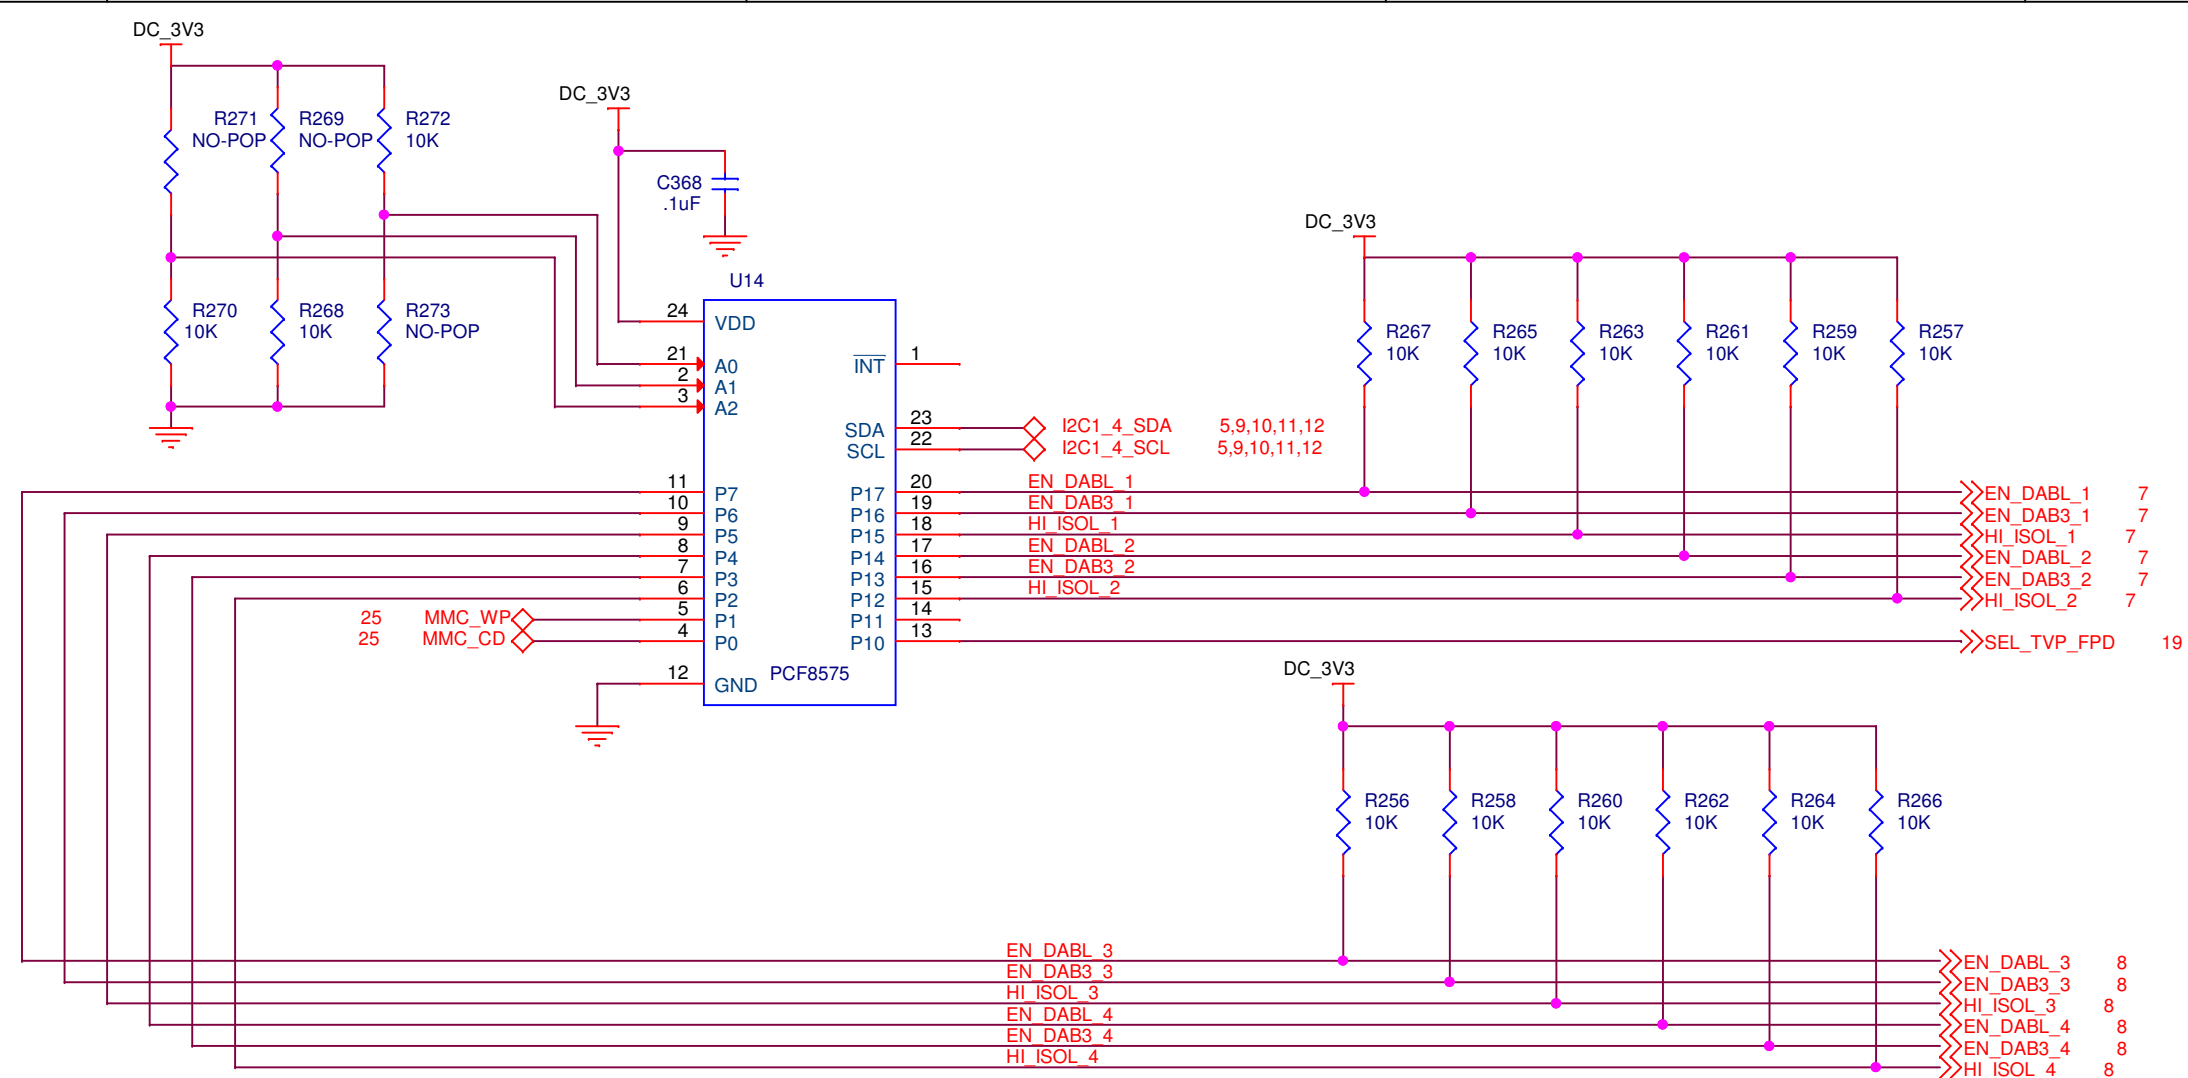 DC_3V3
R271
NO-POP
R269
NO-POP
R272
10K
R270
10K
R268
10K
R273
NO-POP
DC_3V3
C368
.1uF
U14
24 VDD
21 A0
2 A1
3 A2
11 P7
10 P6
9 P5
8 P4
7 P3
6 P2
25 MMC_WP 5 P1
25 MMC_CD 4 P0
12 GND
PCF8575
INT 1
SDA 23 I2C1_4_SDA 5,9,10,11,12
SCL 22 I2C1_4_SCL 5,9,10,11,12
P17 20 EN_DABL_1
P16 19 EN_DAB3_1
P15 18 HI_ISOL_1
P14 17 EN_DABL_2
P13 16 EN_DAB3_2
P12 15 HI_ISOL_2
P11 14
P10 13
DC_3V3
R267
10K
R265
10K
R263
10K
R261
10K
R259
10K
R257
10K
EN_DABL_1 7
EN_DAB3_1 7
HI_ISOL_1 7
EN_DABL_2 7
EN_DAB3_2 7
HI_ISOL_2 7
SEL_TVP_FPD 19
DC_3V3
R256
10K
R258
10K
R260
10K
R262
10K
R264
10K
R266
10K
EN_DABL_3
EN_DAB3_3
HI_ISOL_3
EN_DABL_4
EN_DAB3_4
HI_ISOL_4
EN_DABL_3 8
EN_DAB3_3 8
HI_ISOL_3 8
EN_DABL_4 8
EN_DAB3_4 8
HI_ISOL_4 8